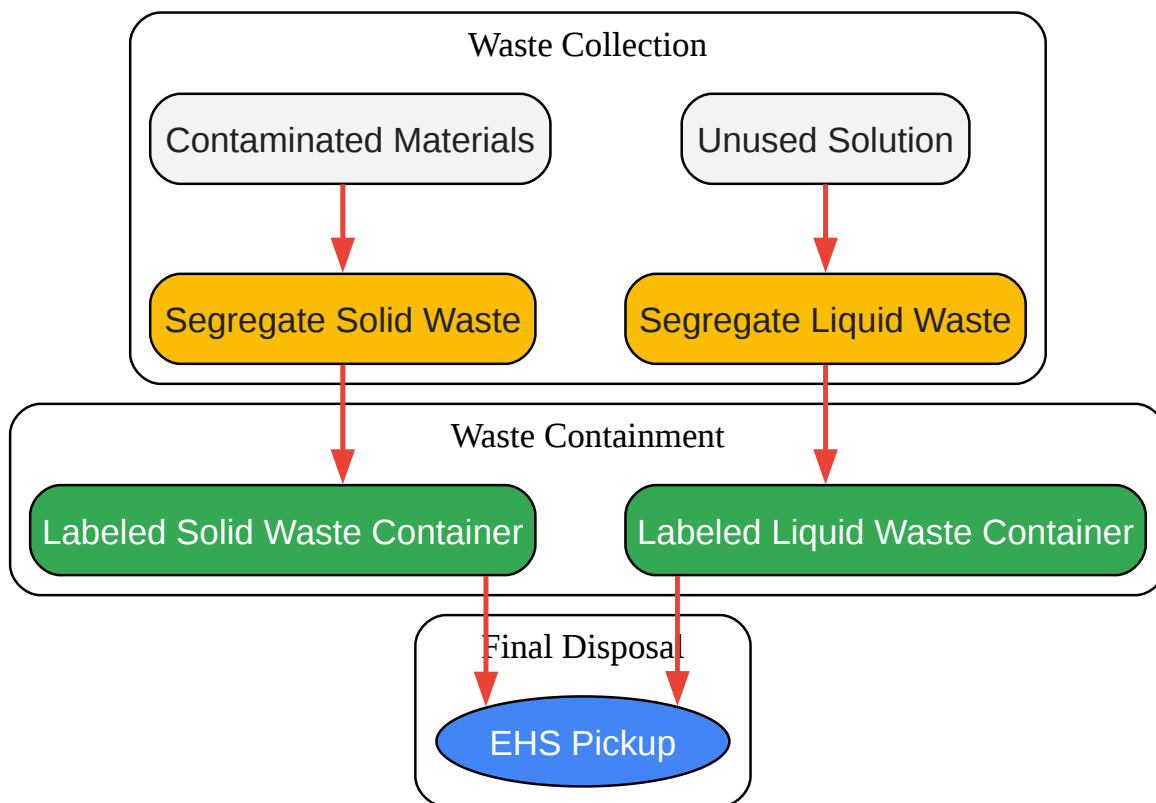 Waste Collection
Contaminated Materials
Unused Solution
Segregate Solid Waste
Segregate Liquid Waste
Waste Containment
Labeled Solid Waste Container
Labeled Liquid Waste Container
Final Disposal
EHS Pickup